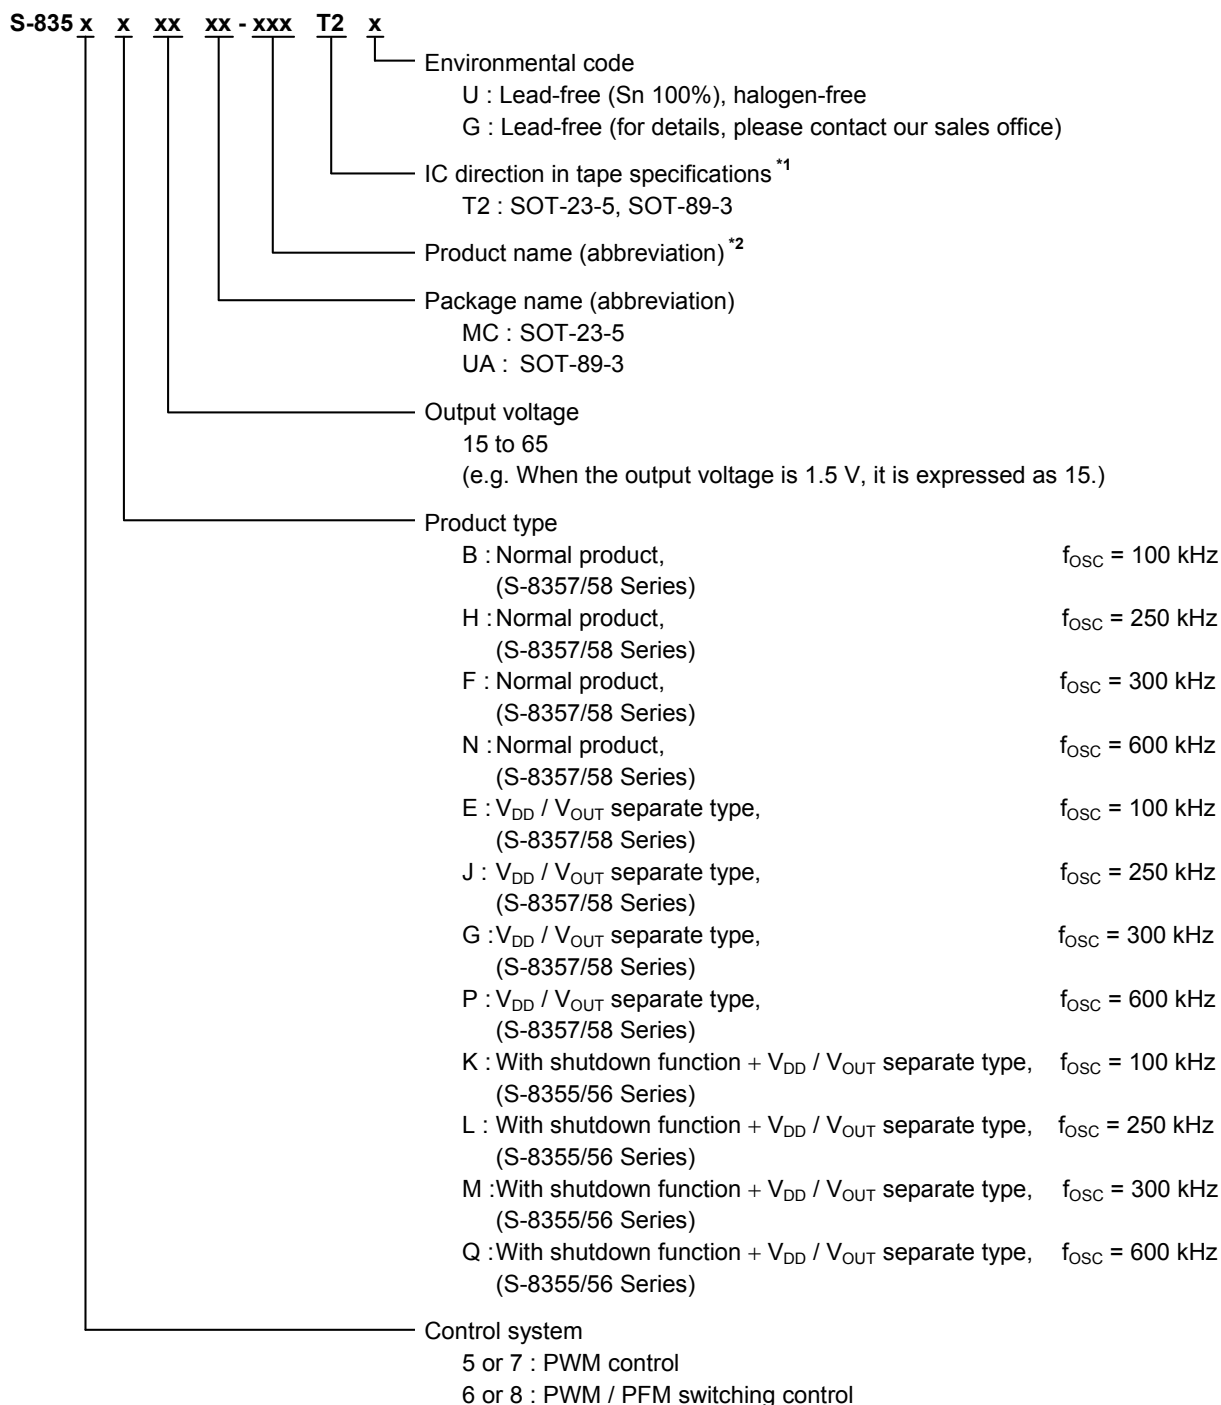 S-835 x x xx xx - xxx T2 x
Environmental code
U : Lead-free (Sn 100%), halogen-free
G : Lead-free (for details, please contact our sales office)
IC direction in tape specifications *1
T2 : SOT-23-5, SOT-89-3
Product name (abbreviation) *2
Package name (abbreviation)
MC : SOT-23-5
UA : SOT-89-3
Output voltage
15 to 65
(e.g. When the output voltage is 1.5 V, it is expressed as 15.)
Product type
B : Normal product, fOSC = 100 kHz
(S-8357/58 Series)
H : Normal product, fOSC = 250 kHz
(S-8357/58 Series)
F : Normal product, fOSC = 300 kHz
(S-8357/58 Series)
N : Normal product, fOSC = 600 kHz
(S-8357/58 Series)
E : VDD / VOUT separate type, fOSC = 100 kHz
(S-8357/58 Series)
J : VDD / VOUT separate type, fOSC = 250 kHz
(S-8357/58 Series)
G : VDD / VOUT separate type, fOSC = 300 kHz
(S-8357/58 Series)
P : VDD / VOUT separate type, fOSC = 600 kHz
(S-8357/58 Series)
K : With shutdown function + VDD / VOUT separate type, fOSC = 100 kHz
(S-8355/56 Series)
L : With shutdown function + VDD / VOUT separate type, fOSC = 250 kHz
(S-8355/56 Series)
M : With shutdown function + VDD / VOUT separate type, fOSC = 300 kHz
(S-8355/56 Series)
Q : With shutdown function + VDD / VOUT separate type, fOSC = 600 kHz
(S-8355/56 Series)
Control system
5 or 7 : PWM control
6 or 8 : PWM / PFM switching control